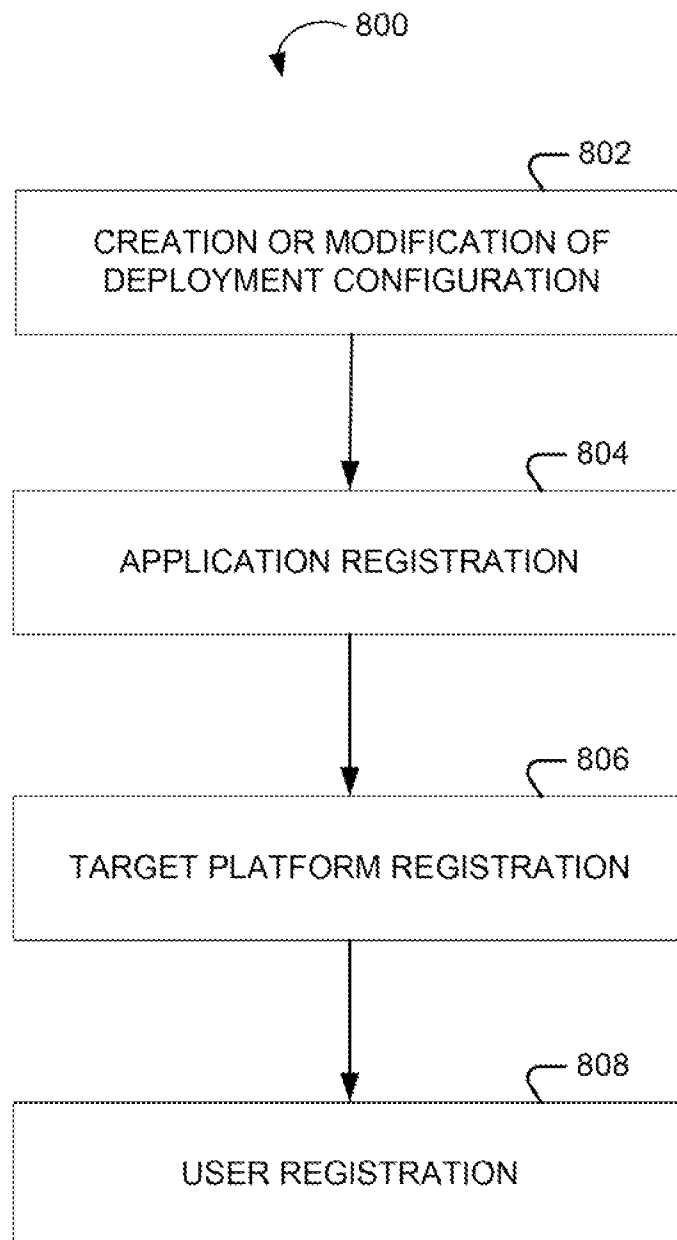 800
802
CREATION OR MODIFICATION OF
DEPLOYMENT CONFIGURATION
804
APPLICATION REGISTRATION
806
TARGET PLATFORM REGISTRATION
808
USER REGISTRATION